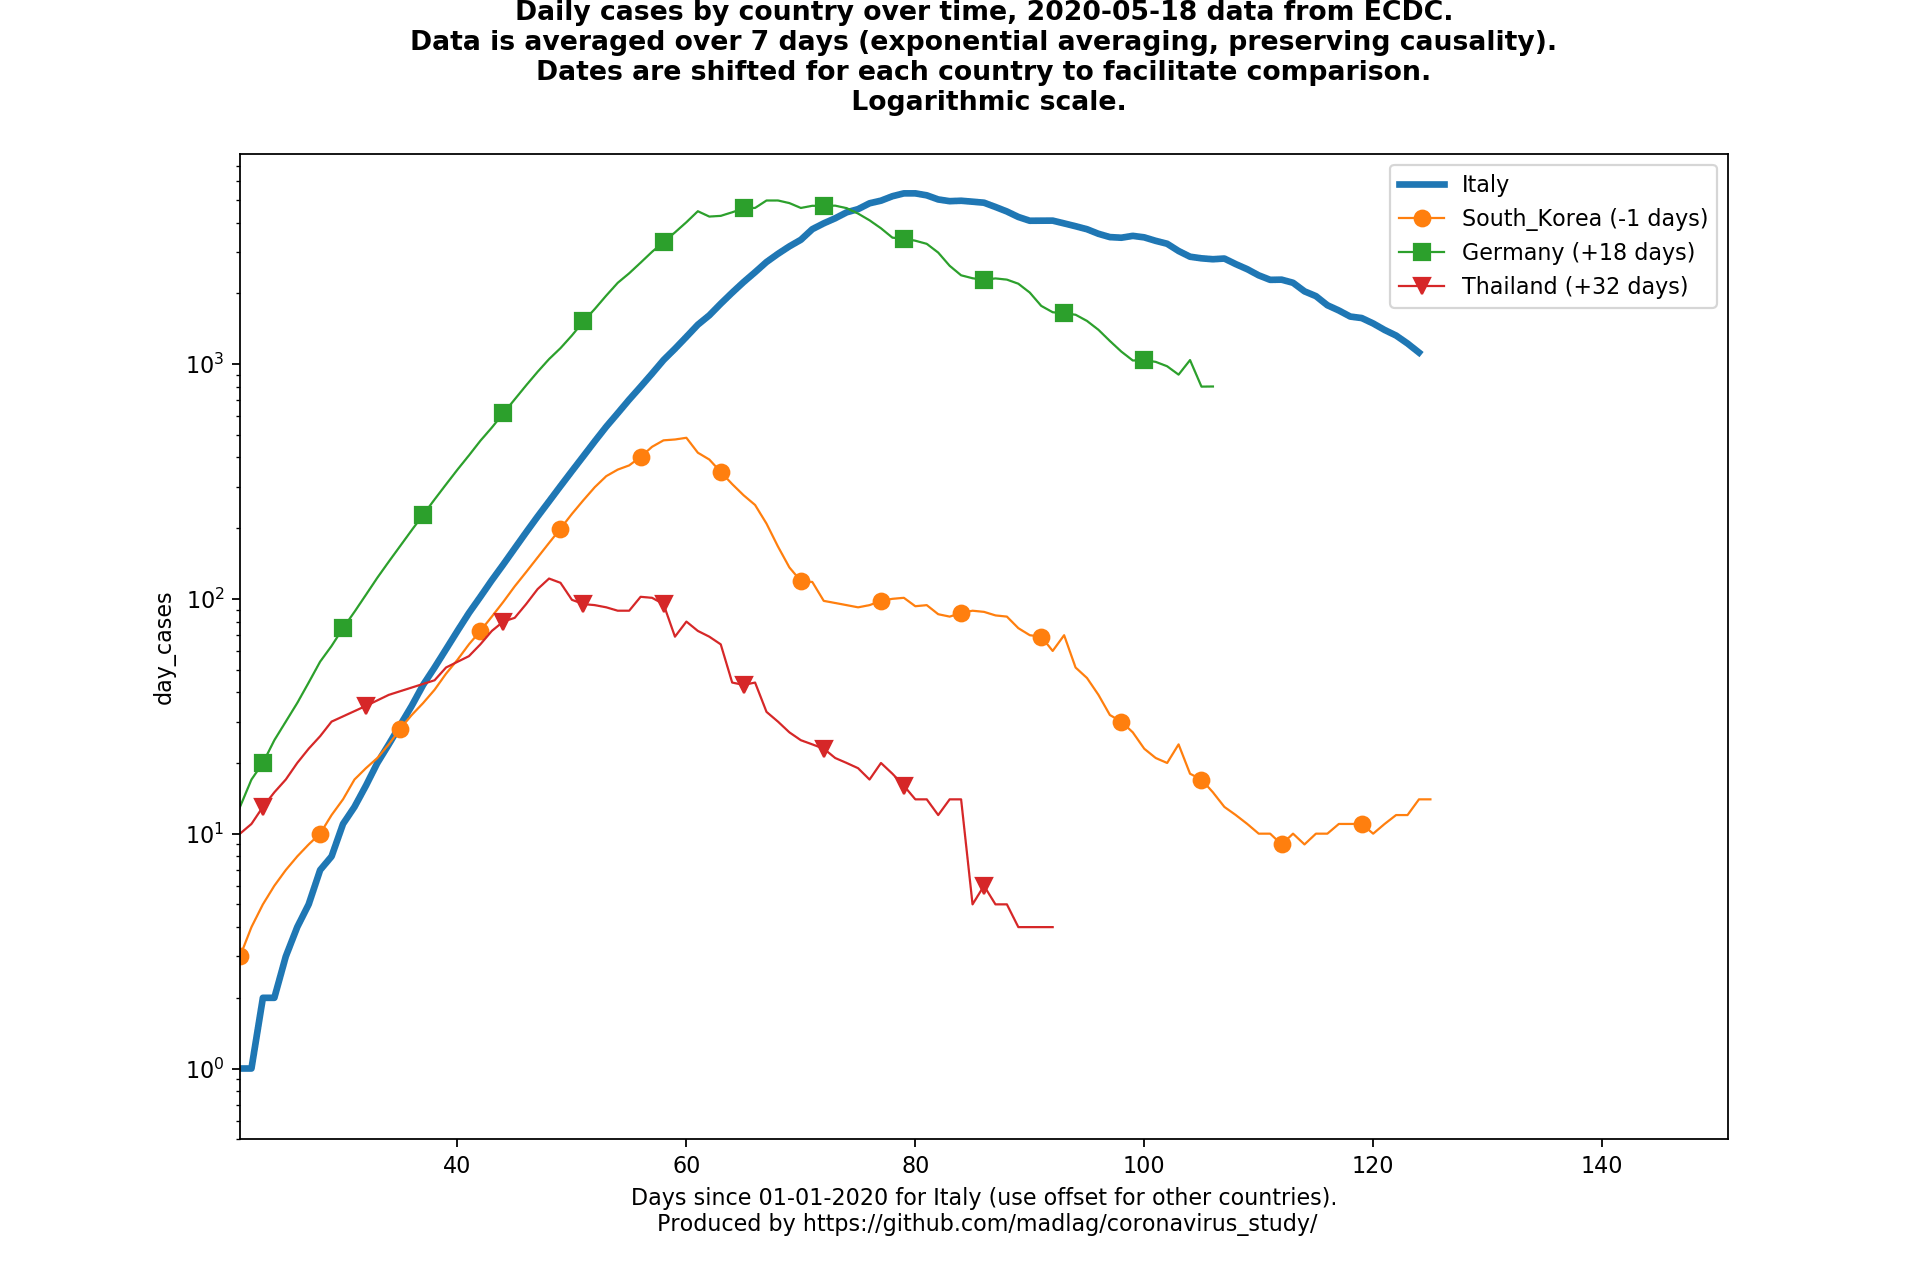 Daily cases by country over time, 2020-05-18 data from ECDC.
Data is averaged over 7 days (exponential averaging, preserving causality).
Dates are shifted for each country to facilitate comparison.
Logarithmic scale.
Italy
South_Korea (-1 days)
Germany (+18 days)
Thailand (+32 days)
10³
10²
10¹
10⁰
day_cases
40 60 80 100 120 140
Days since 01-01-2020 for Italy (use offset for other countries).
Produced by https://github.com/madlag/coronavirus_study/